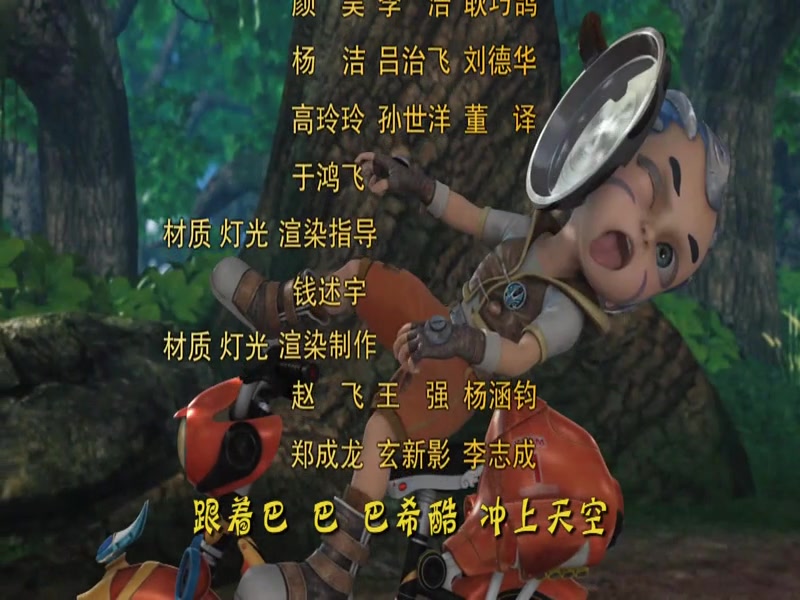 颜　昊 李　洁 耿巧鸽
杨　洁 吕治飞 刘德华
高玲玲 孙世洋 董　译
于鸿飞
材质 灯光 渲染指导
钱述宇
材质 灯光 渲染制作
赵　飞 王　强 杨涵钧
郑成龙 玄新影 李志成
跟着巴 巴 巴希酷 冲上天空